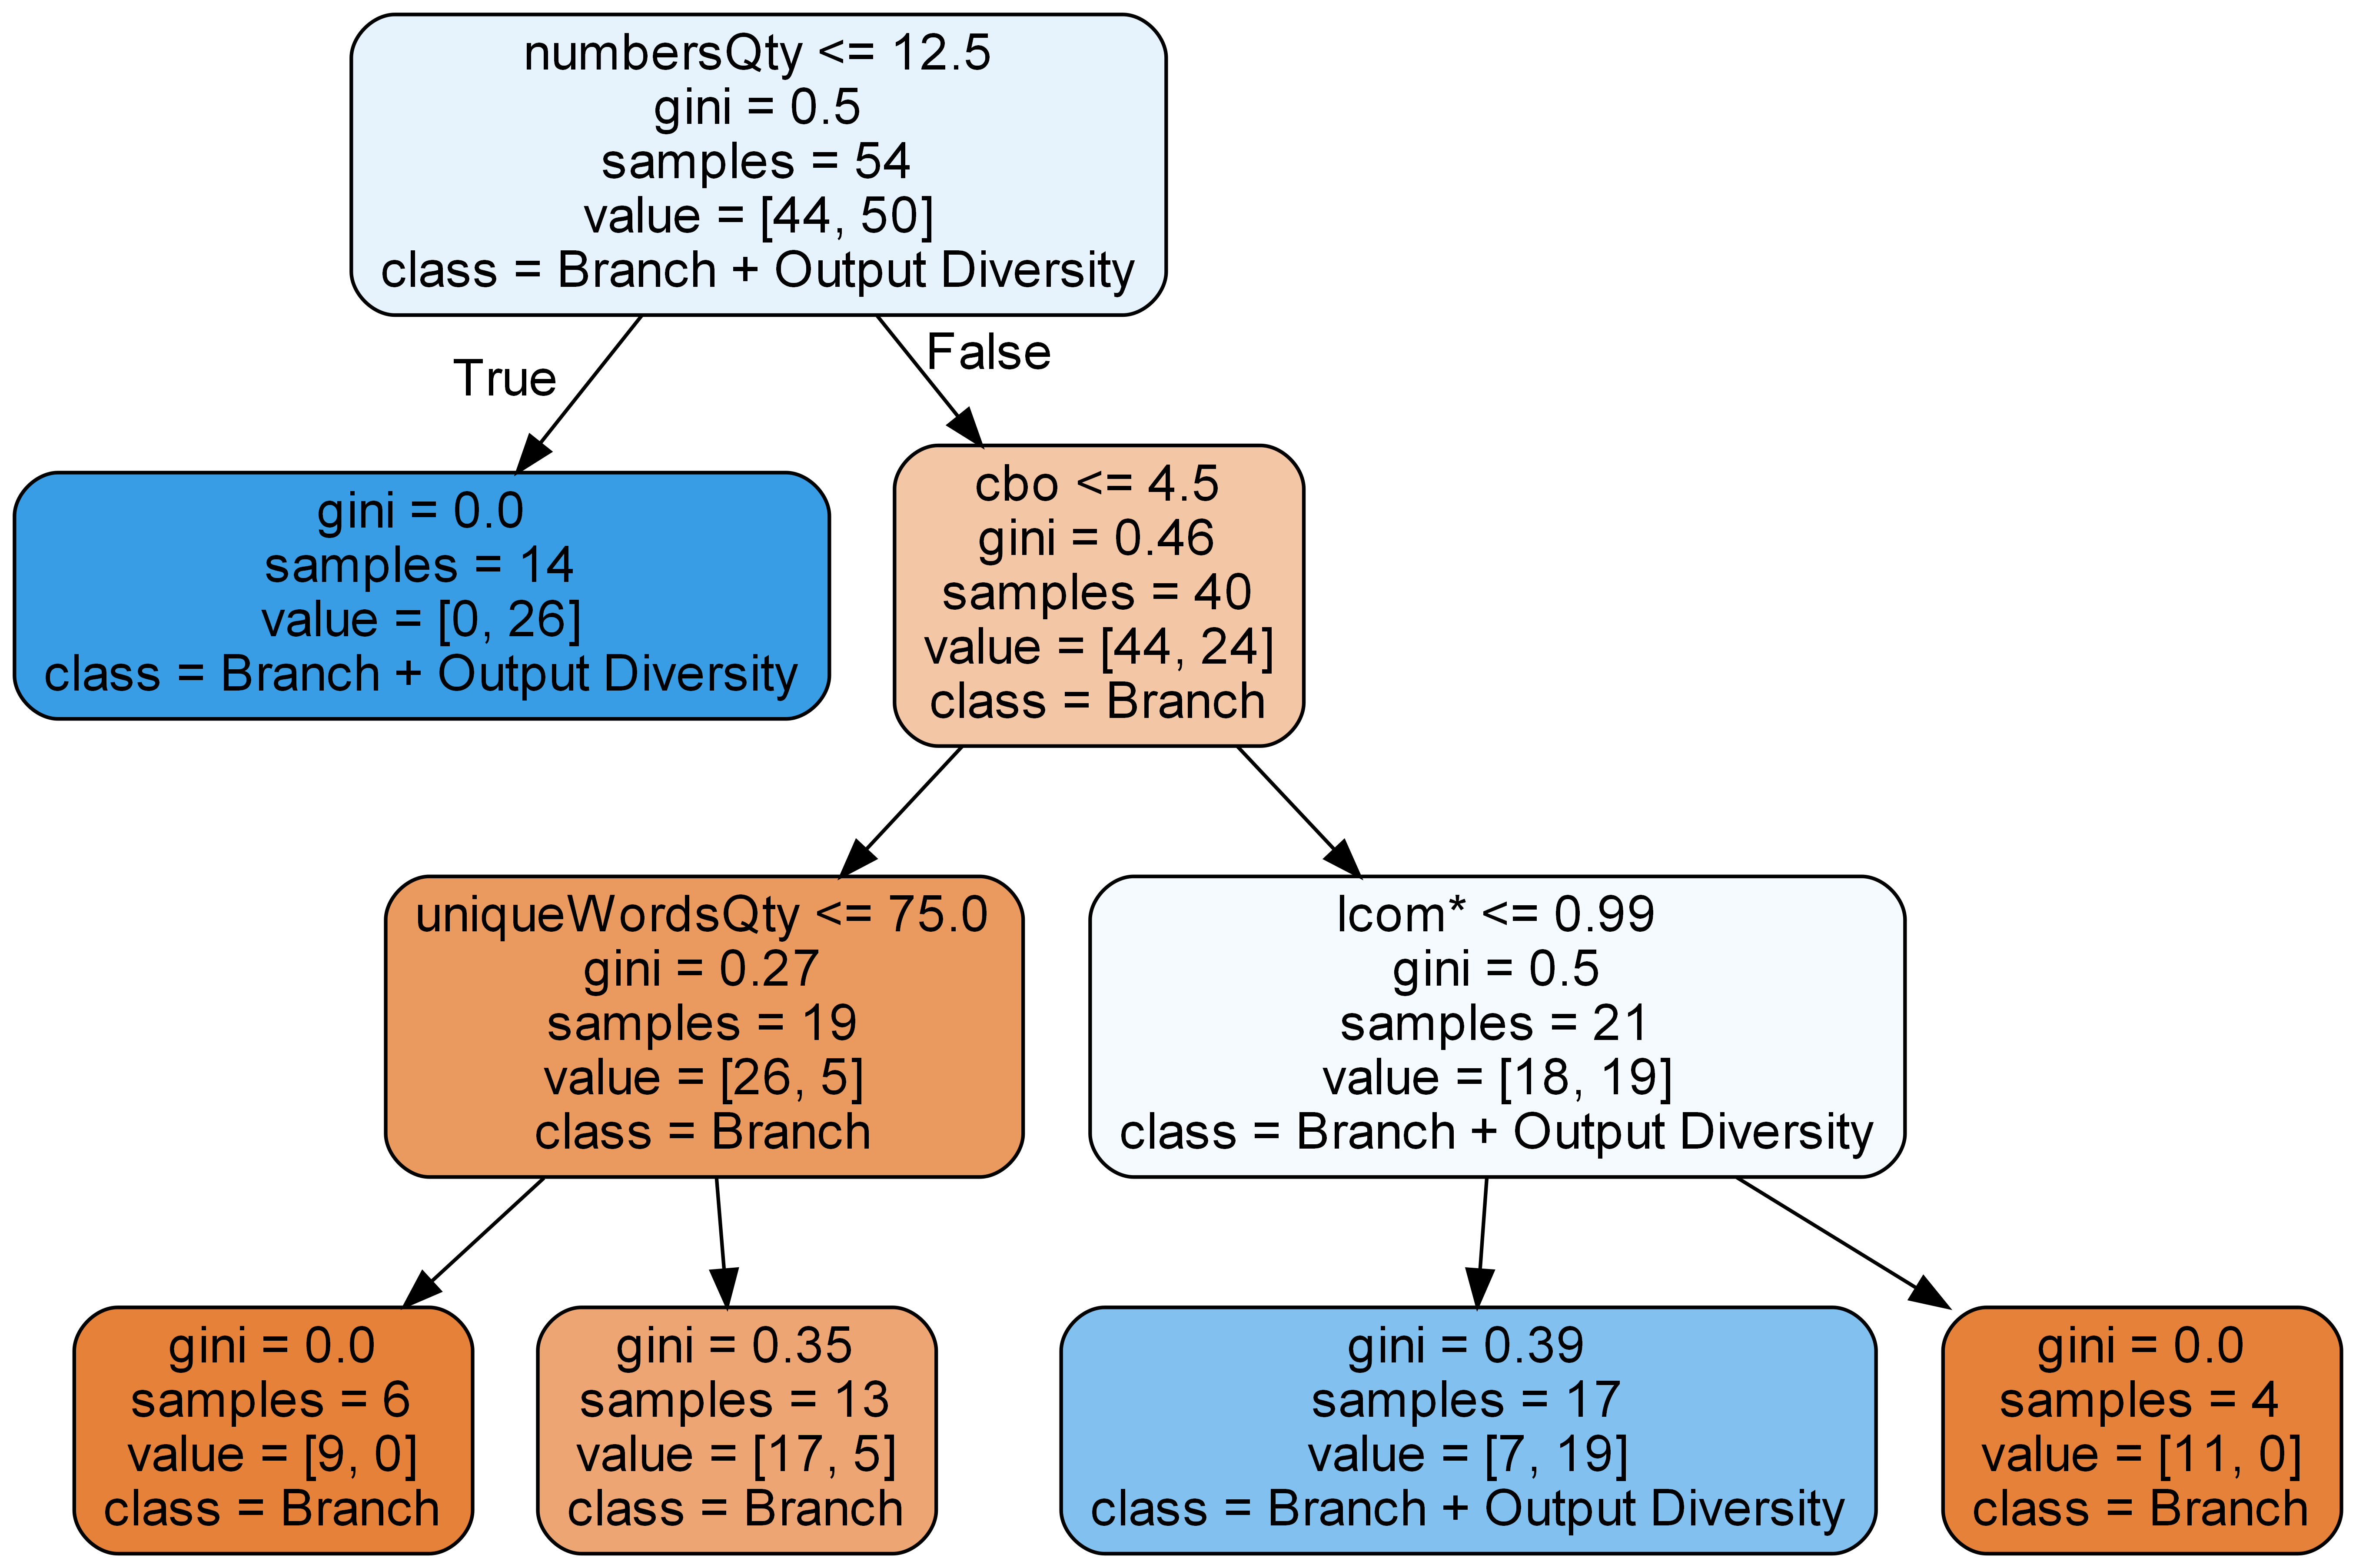 numbersQty <= 12.5
gini = 0.5
samples = 54
value = [44, 50]
class = Branch + Output Diversity
True
False
gini = 0.0
samples = 14
value = [0, 26]
class = Branch + Output Diversity
cbo <= 4.5
gini = 0.46
samples = 40
value = [44, 24]
class = Branch
uniqueWordsQty <= 75.0
gini = 0.27
samples = 19
value = [26, 5]
class = Branch
lcom* <= 0.99
gini = 0.5
samples = 21
value = [18, 19]
class = Branch + Output Diversity
gini = 0.0
samples = 6
value = [9, 0]
class = Branch
gini = 0.35
samples = 13
value = [17, 5]
class = Branch
gini = 0.39
samples = 17
value = [7, 19]
class = Branch + Output Diversity
gini = 0.0
samples = 4
value = [11, 0]
class = Branch